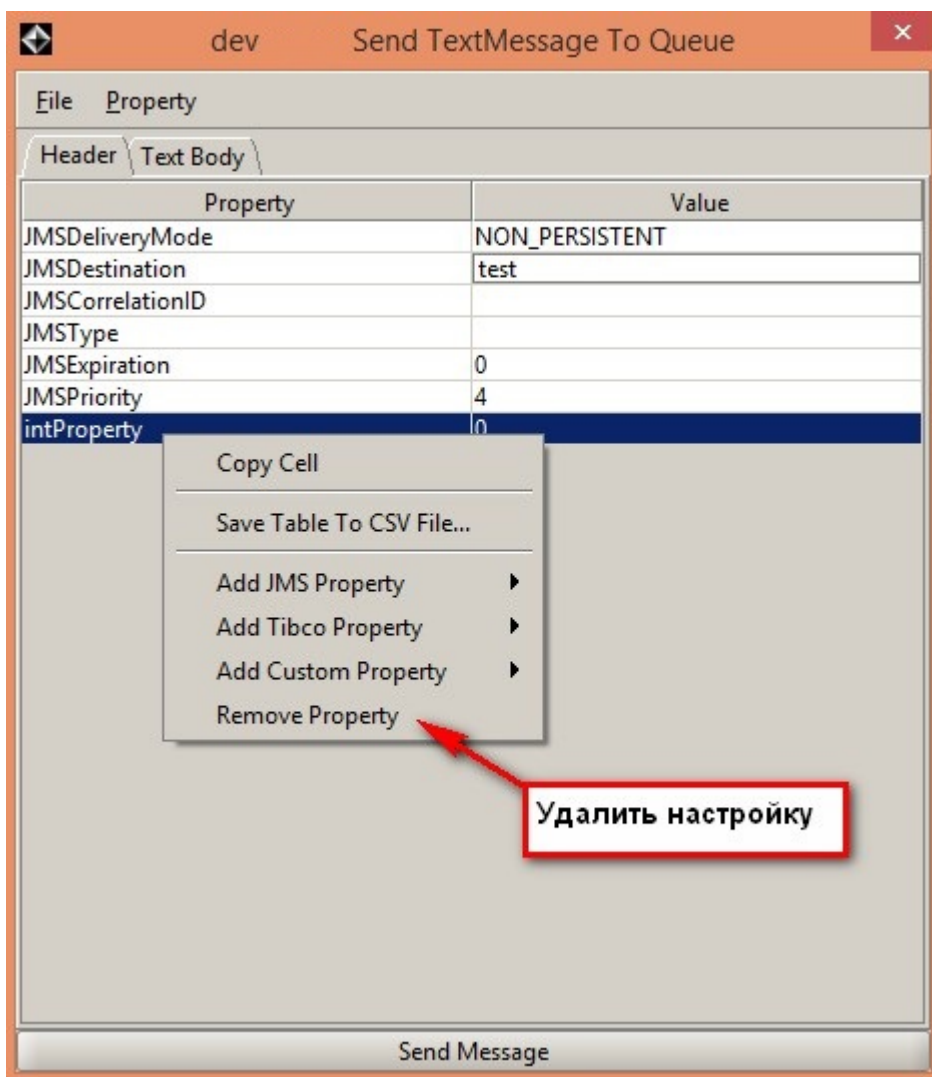 dev Send TextMessage To Queue
File Property
Header Text Body
Property Value
JMSDeliveryMode NON_PERSISTENT
JMSDestination test
JMSCorrelationID
JMSType
JMSExpiration 0
JMSPriority 4
intProperty 0
Copy Cell
Save Table To CSV File...
Add JMS Property
Add Tibco Property
Add Custom Property
Remove Property
Удалить настройку
Send Message